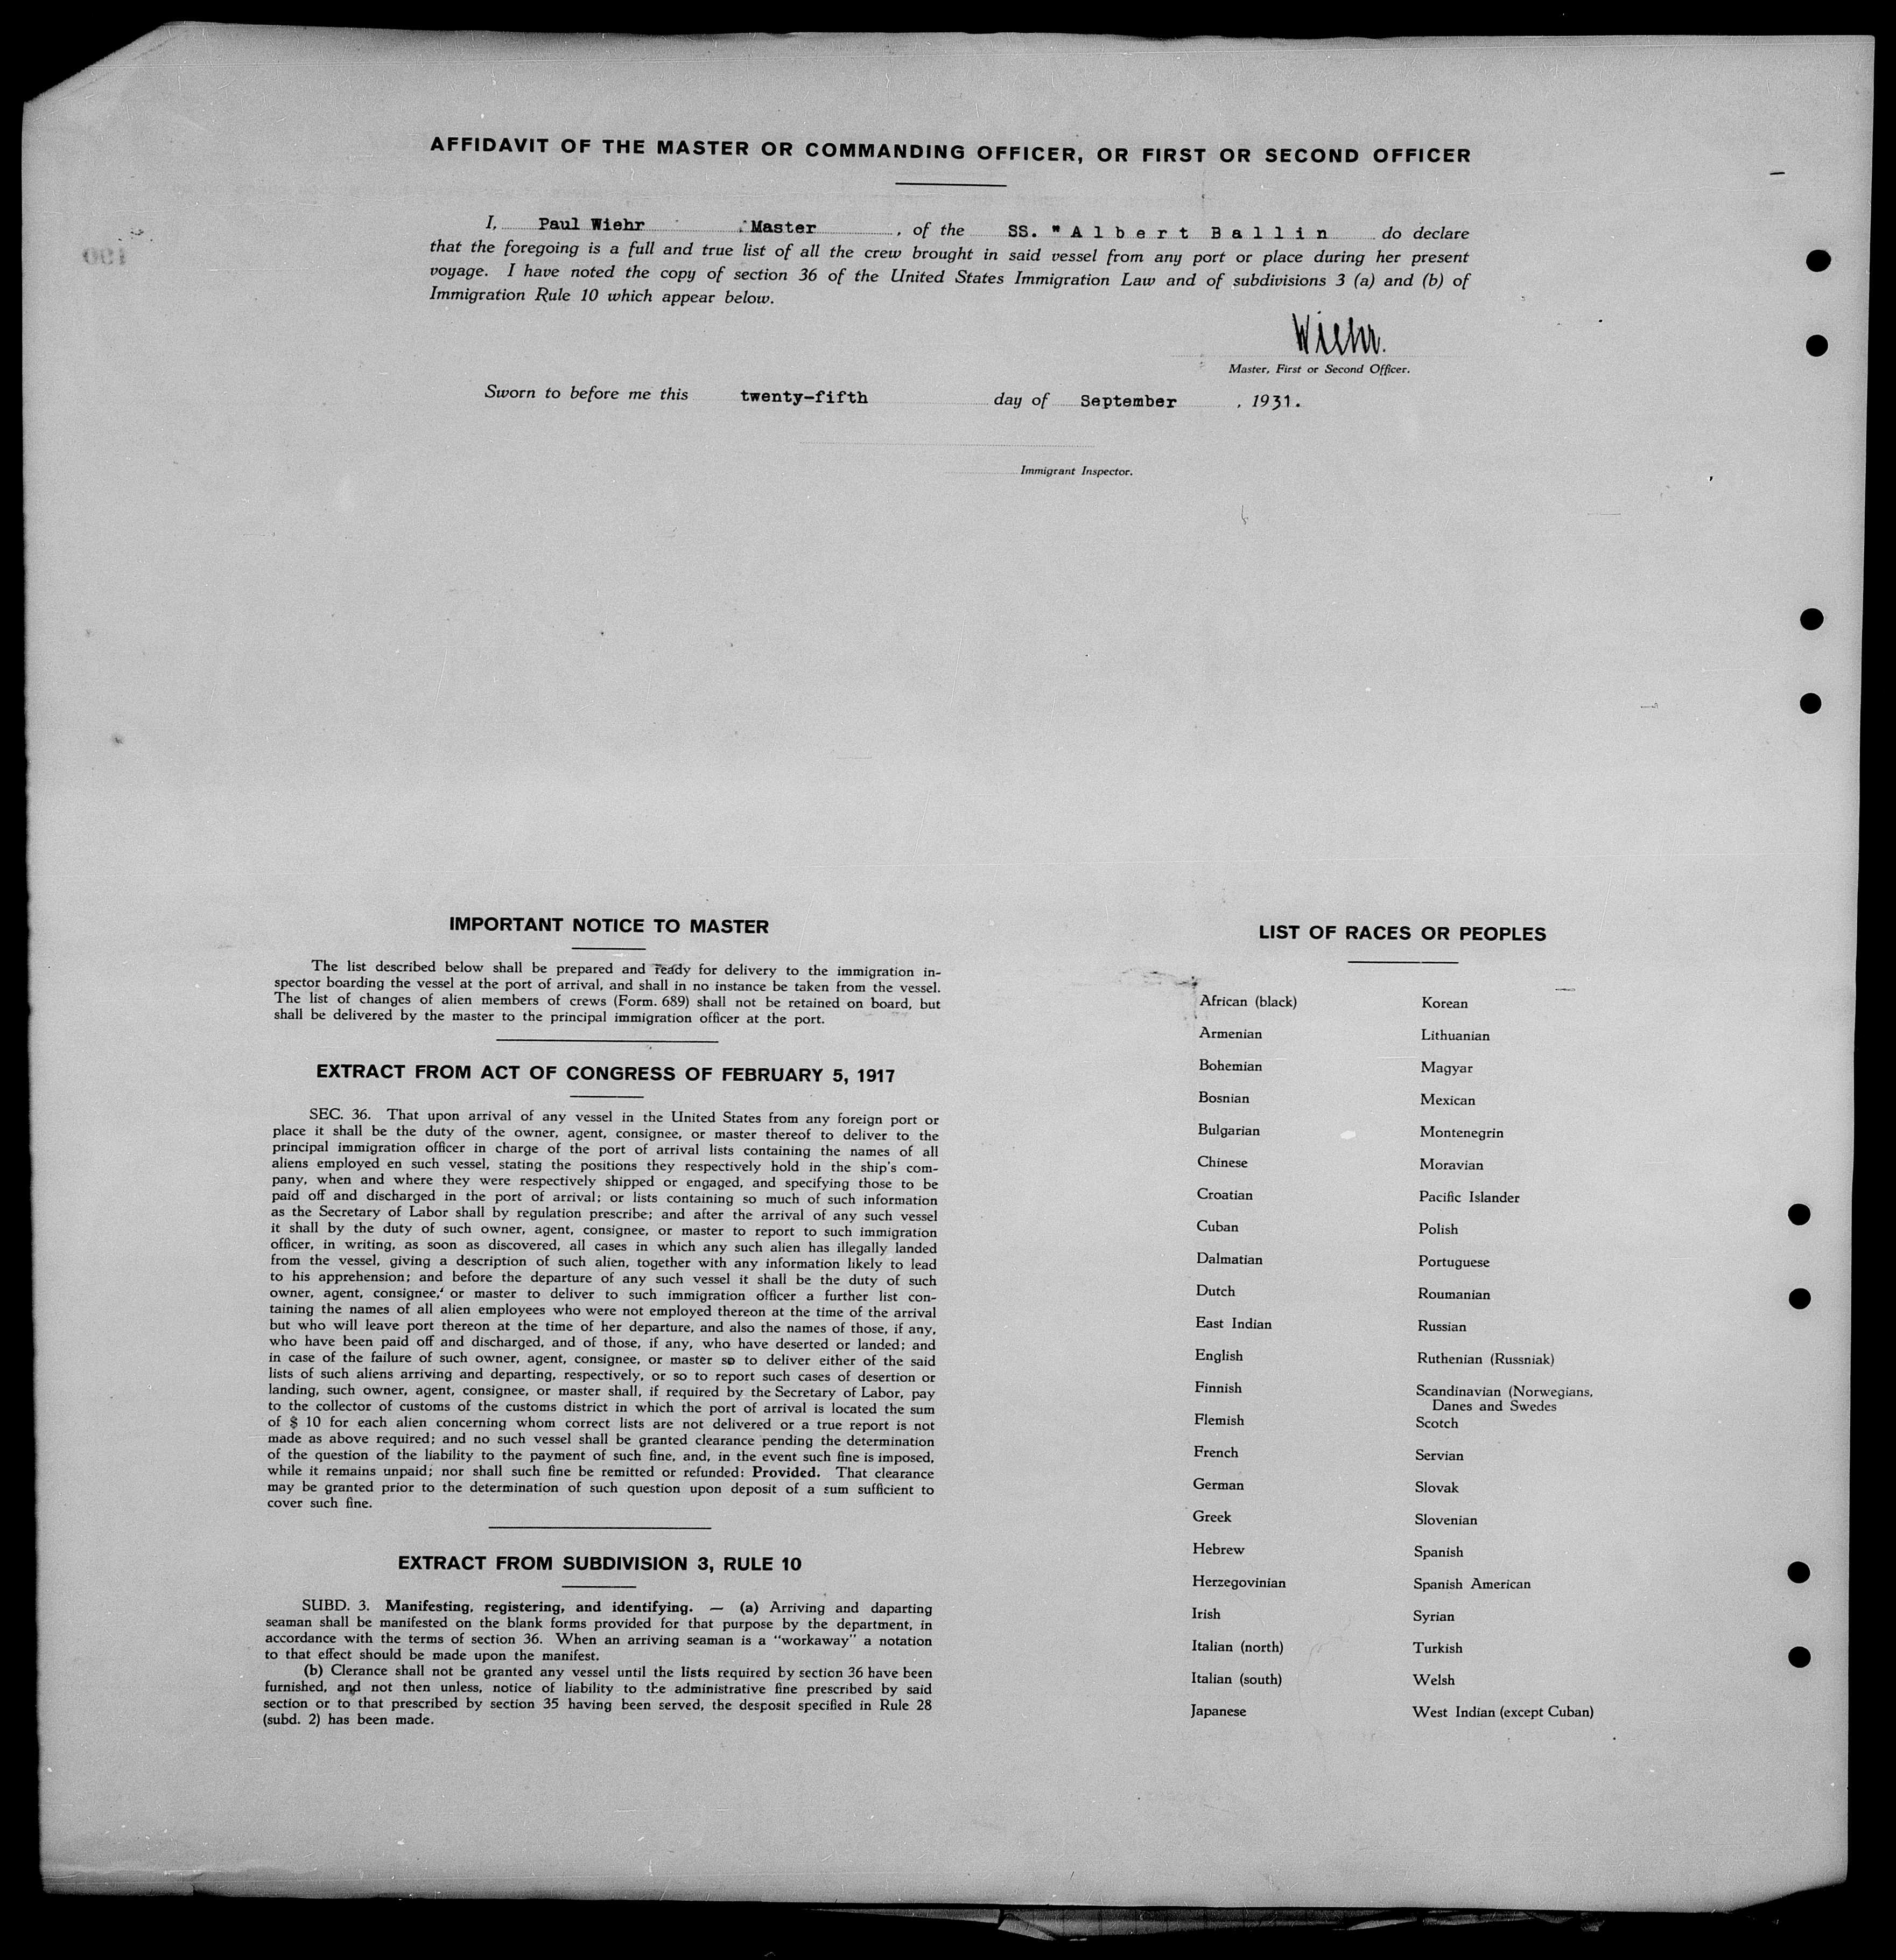 AFFIDAVIT OF THE MASTER OR COMMANDING OFFICER, OR FIRST OR SECOND OFFICER
I, Paul Wiehr Master , of the SS. "A l b e r t B a l l i n do declare
that the foregoing is a full and true list of all the crew brought in said vessel from any port or place during her present
voyage. I have noted the copy of section 36 of the United States Immigration Law and of subdivisions 3 (a) and (b) of
Immigration Rule 10 which appear below.
Wiehr.
Master, First or Second Officer.
Sworn to before me this twenty-fifth day of September , 1931.
Immigrant Inspector.
190
IMPORTANT NOTICE TO MASTER
The list described below shall be prepared and ready for delivery to the immigration in-
spector boarding the vessel at the port of arrival, and shall in no instance be taken from the vessel.
The list of changes of alien members of crews (Form. 689) shall not be retained on board, but
shall be delivered by the master to the principal immigration officer at the port.
EXTRACT FROM ACT OF CONGRESS OF FEBRUARY 5, 1917
SEC. 36. That upon arrival of any vessel in the United States from any foreign port or
place it shall be the duty of the owner, agent, consignee, or master thereof to deliver to the
principal immigration officer in charge of the port of arrival lists containing the names of all
aliens employed en such vessel, stating the positions they respectively hold in the ship's com-
pany, when and where they were respectively shipped or engaged, and specifying those to be
paid off and discharged in the port of arrival; or lists containing so much of such information
as the Secretary of Labor shall by regulation prescribe; and after the arrival of any such vessel
it shall by the duty of such owner, agent, consignee, or master to report to such immigration
officer, in writing, as soon as discovered, all cases in which any such alien has illegally landed
from the vessel, giving a description of such alien, together with any information likely to lead
to his apprehension; and before the departure of any such vessel it shall be the duty of such
owner, agent, consignee, or master to deliver to such immigration officer a further list con-
taining the names of all alien employees who were not employed thereon at the time of the arrival
but who will leave port thereon at the time of her departure, and also the names of those, if any,
who have been paid off and discharged, and of those, if any, who have deserted or landed; and
in case of the failure of such owner, agent, consignee, or master so to deliver either of the said
lists of such aliens arriving and departing, respectively, or so to report such cases of desertion or
landing, such owner, agent, consignee, or master shall, if required by the Secretary of Labor, pay
to the collector of customs of the customs district in which the port of arrival is located the sum
of $ 10 for each alien concerning whom correct lists are not delivered or a true report is not
made as above required; and no such vessel shall be granted clearance pending the determination
of the question of the liability to the payment of such fine, and, in the event such fine is imposed,
while it remains unpaid; nor shall such fine be remitted or refunded: Provided. That clearance
may be granted prior to the determination of such question upon deposit of a sum sufficient to
cover such fine.
EXTRACT FROM SUBDIVISION 3, RULE 10
SUBD. 3. Manifesting, registering, and identifying. — (a) Arriving and daparting
seaman shall be manifested on the blank forms provided for that purpose by the department, in
accordance with the terms of section 36. When an arriving seaman is a "workaway" a notation
to that effect should be made upon the manifest.
(b) Clerance shall not be granted any vessel until the lists required by section 36 have been
furnished, and not then unless, notice of liability to the administrative fine prescribed by said
section or to that prescribed by section 35 having been served, the desposit specified in Rule 28
(subd. 2) has been made.
LIST OF RACES OR PEOPLES
African (black)
Armenian
Bohemian
Bosnian
Bulgarian
Chinese
Croatian
Cuban
Dalmatian
Dutch
East Indian
English
Finnish
Flemish
French
German
Greek
Hebrew
Herzegovinian
Irish
Italian (north)
Italian (south)
Japanese
Korean
Lithuanian
Magyar
Mexican
Montenegrin
Moravian
Pacific Islander
Polish
Portuguese
Roumanian
Russian
Ruthenian (Russniak)
Scandinavian (Norwegians,
Danes and Swedes
Scotch
Servian
Slovak
Slovenian
Spanish
Spanish American
Syrian
Turkish
Welsh
West Indian (except Cuban)